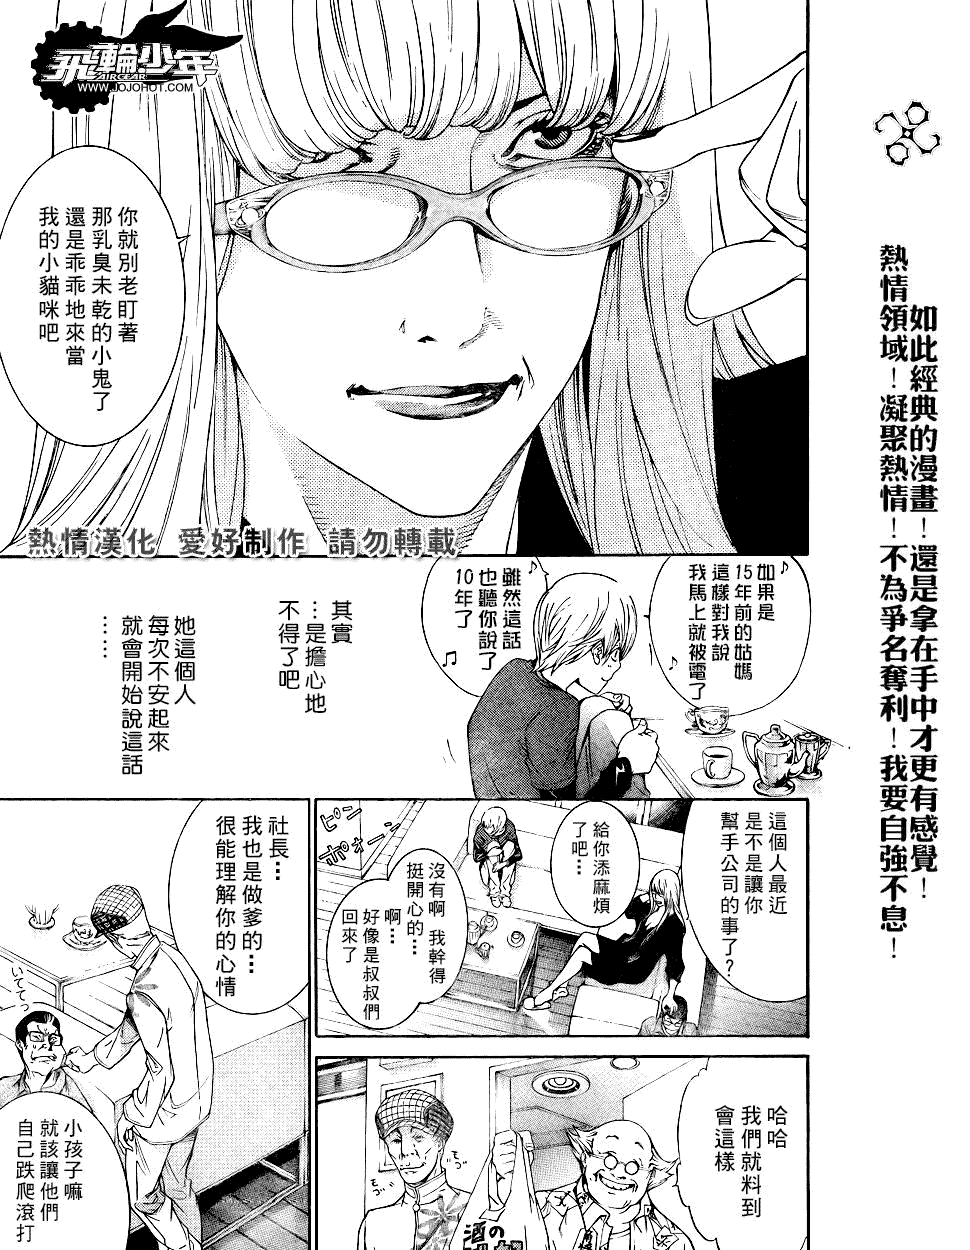 飛輪少年
AIRGEAR
WWW.JOJOHOT.COM
如此經典的漫畫！還是拿在手中才更有感覺！
熱情領域！凝聚熱情！不為爭名奪利！我要自強不息！
你就別老盯著
那乳臭未乾的小鬼了
還是乖乖地來當
我的小貓咪吧
熱情漢化 愛好制作 請勿轉載
如果是
15年前的姑媽
這樣對我說
我馬上就被電了
♪
雖然這話
也聽你說了
10年了
♪
♫
其實
…是擔心地
不得了吧
她這個人
每次不安起來
就會開始說這話
……
這個人最近
是不是讓你
幫手公司的事了？
給你添麻煩
了吧…
ピンポオーン
沒有啊 我幹得
挺開心的…
啊…
好像是叔叔們
回來了
社長…
我也是做爹的…
很能理解你的心情
いててっ
小孩子嘛
就該讓他們
自己跌爬滾打
哈哈
我們就料到
會這樣
酒の